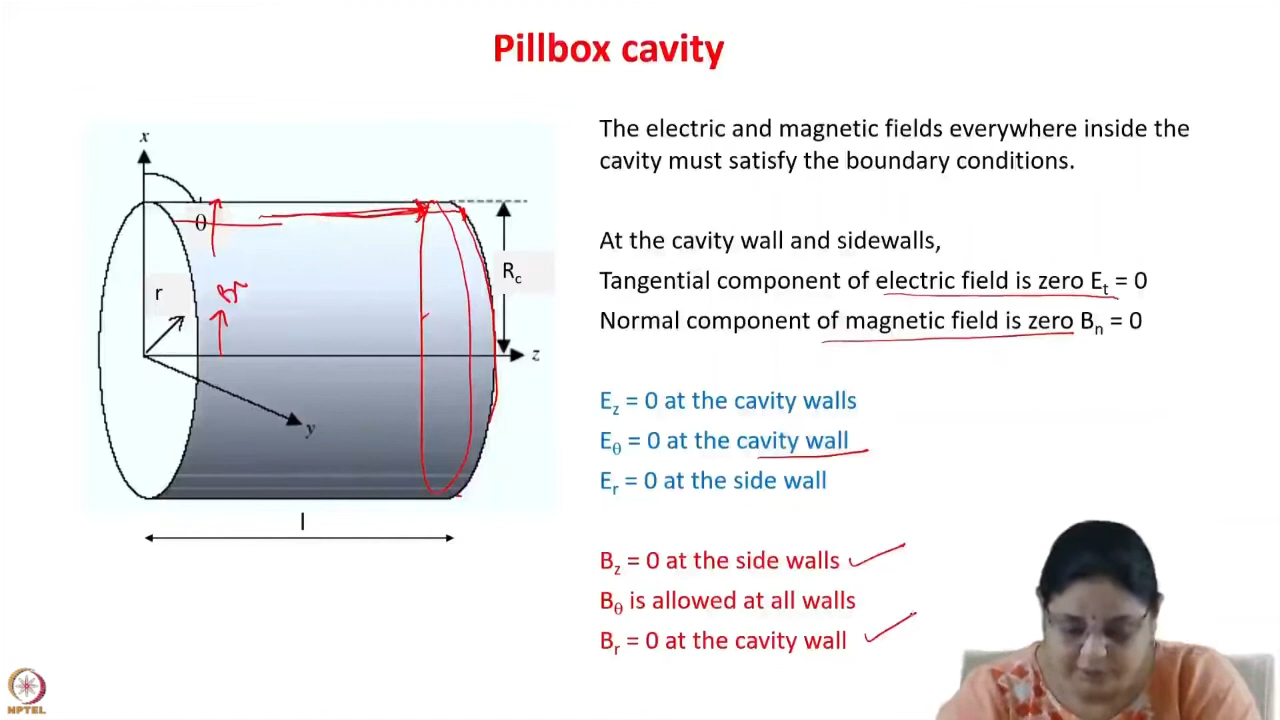 Pillbox cavity
The electric and magnetic fields everywhere inside the
cavity must satisfy the boundary conditions.
At the cavity wall and sidewalls,
Tangential component of electric field is zero Et = 0
Normal component of magnetic field is zero Bn = 0
Ez = 0 at the cavity walls
Eθ = 0 at the cavity wall
Er = 0 at the side wall
Bz = 0 at the side walls
Bθ is allowed at all walls
Br = 0 at the cavity wall
x
θ
r
Br
Rc
z
y
l
NPTEL